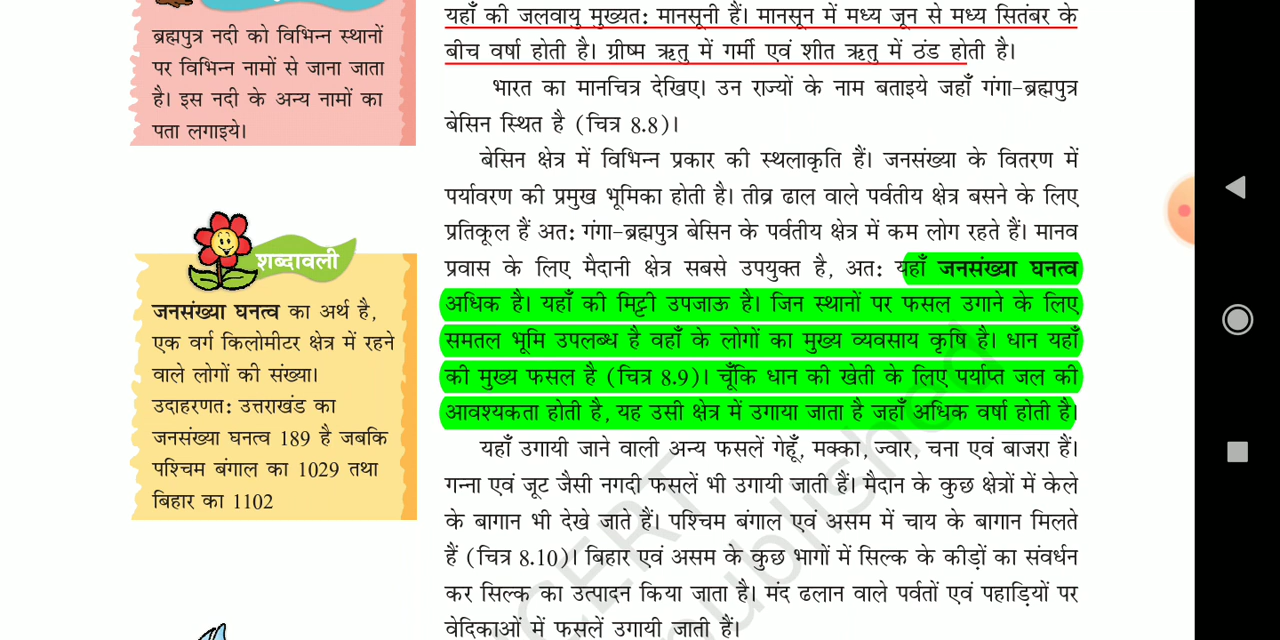 ब्रह्मपुत्र नदी को विभिन्न स्थानों
पर विभिन्न नामों से जाना जाता
है। इस नदी के अन्य नामों का
पता लगाइये।
शब्दावली
जनसंख्या घनत्व का अर्थ है,
एक वर्ग किलोमीटर क्षेत्र में रहने
वाले लोगों की संख्या।
उदाहरणत: उत्तराखंड का
जनसंख्या घनत्व 189 है जबकि
पश्चिम बंगाल का 1029 तथा
बिहार का 1102
यहाँ की जलवायु मुख्यत: मानसूनी हैं। मानसून में मध्य जून से मध्य सितंबर के
बीच वर्षा होती है। ग्रीष्म ऋतु में गर्मी एवं शीत ऋतु में ठंड होती है।
भारत का मानचित्र देखिए। उन राज्यों के नाम बताइये जहाँ गंगा-ब्रह्मपुत्र
बेसिन स्थित है (चित्र 8.8)।
बेसिन क्षेत्र में विभिन्न प्रकार की स्थलाकृति हैं। जनसंख्या के वितरण में
पर्यावरण की प्रमुख भूमिका होती है। तीव्र ढाल वाले पर्वतीय क्षेत्र बसने के लिए
प्रतिकूल हैं अत: गंगा-ब्रह्मपुत्र बेसिन के पर्वतीय क्षेत्र में कम लोग रहते हैं। मानव
प्रवास के लिए मैदानी क्षेत्र सबसे उपयुक्त है, अत: यहाँ जनसंख्या घनत्व
अधिक है। यहाँ की मिट्टी उपजाऊ है। जिन स्थानों पर फसल उगाने के लिए
समतल भूमि उपलब्ध है वहाँ के लोगों का मुख्य व्यवसाय कृषि है। धान यहाँ
की मुख्य फसल है (चित्र 8.9)। चूँकि धान की खेती के लिए पर्याप्त जल की
आवश्यकता होती है, यह उसी क्षेत्र में उगाया जाता है जहाँ अधिक वर्षा होती है।
यहाँ उगायी जाने वाली अन्य फसलें गेहूँ, मक्का, ज्वार, चना एवं बाजरा हैं।
गन्ना एवं जूट जैसी नगदी फसलें भी उगायी जाती हैं। मैदान के कुछ क्षेत्रों में केले
के बागान भी देखे जाते हैं। पश्चिम बंगाल एवं असम में चाय के बागान मिलते
हैं (चित्र 8.10)। बिहार एवं असम के कुछ भागों में सिल्क के कीड़ों का संवर्धन
कर सिल्क का उत्पादन किया जाता है। मंद ढलान वाले पर्वतों एवं पहाड़ियों पर
वेदिकाओं में फसलें उगायी जाती हैं।